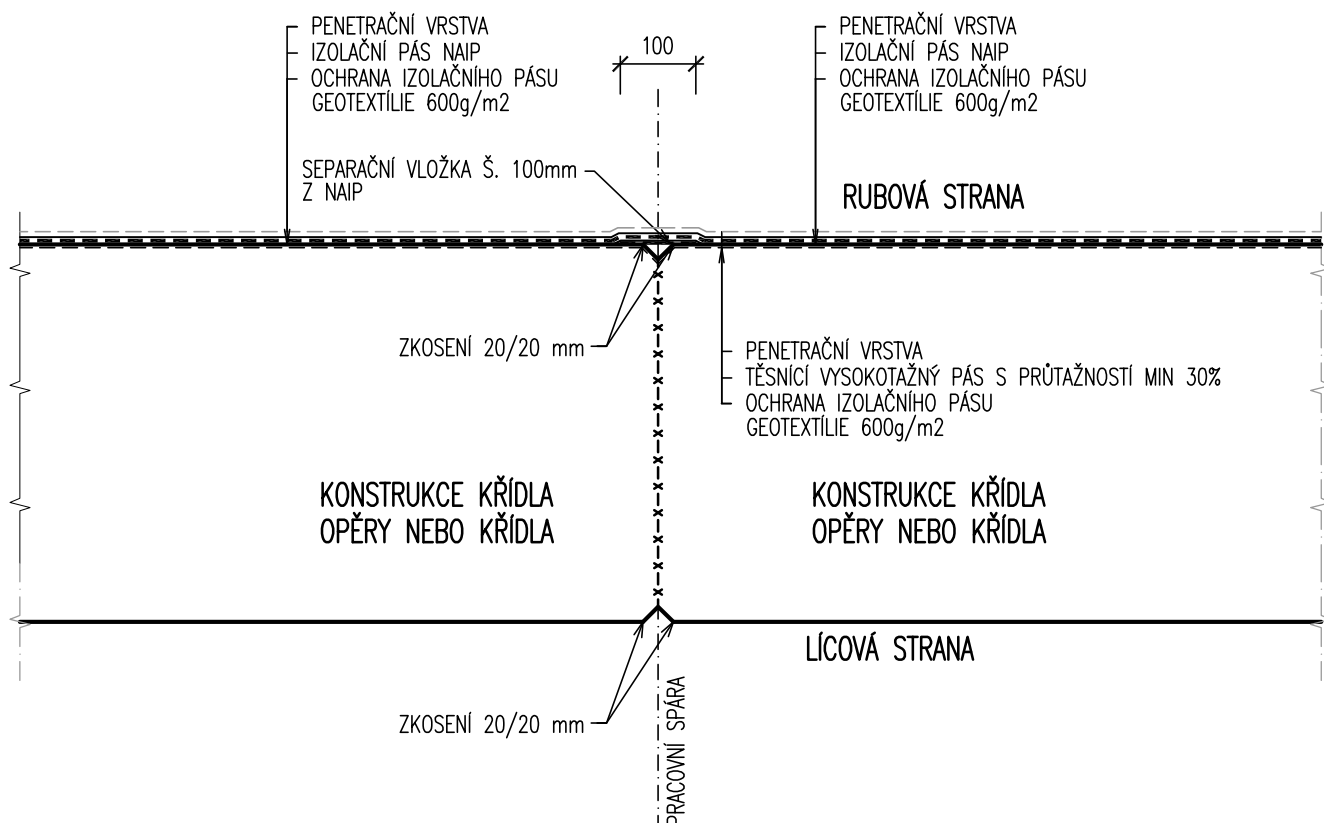 PENETRAČNÍ VRSTVA
IZOLAČNÍ PÁS NAIP
OCHRANA IZOLAČNÍHO PÁSU
GEOTEXTÍLIE 600g/m2
100
PENETRAČNÍ VRSTVA
IZOLAČNÍ PÁS NAIP
OCHRANA IZOLAČNÍHO PÁSU
GEOTEXTÍLIE 600g/m2
SEPARAČNÍ VLOŽKA Š. 100mm
Z NAIP
RUBOVÁ STRANA
ZKOSENÍ 20/20 mm
PENETRAČNÍ VRSTVA
TĚSNÍCÍ VYSOKOTAŽNÝ PÁS S PRŮTAŽNOSTÍ MIN 30%
OCHRANA IZOLAČNÍHO PÁSU
GEOTEXTÍLIE 600g/m2
KONSTRUKCE KŘÍDLA
OPĚRY NEBO KŘÍDLA
KONSTRUKCE KŘÍDLA
OPĚRY NEBO KŘÍDLA
LÍCOVÁ STRANA
ZKOSENÍ 20/20 mm
PRACOVNÍ SPÁRA